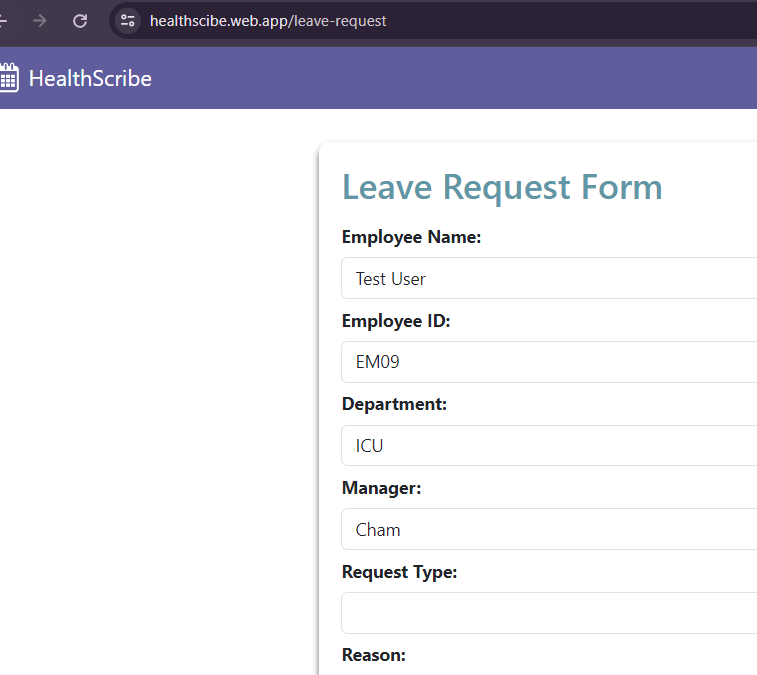 healthscibe.web.app/leave-request
HealthScribe
Leave Request Form
Employee Name:
Test User
Employee ID:
EM09
Department:
ICU
Manager:
Cham
Request Type:
Reason: